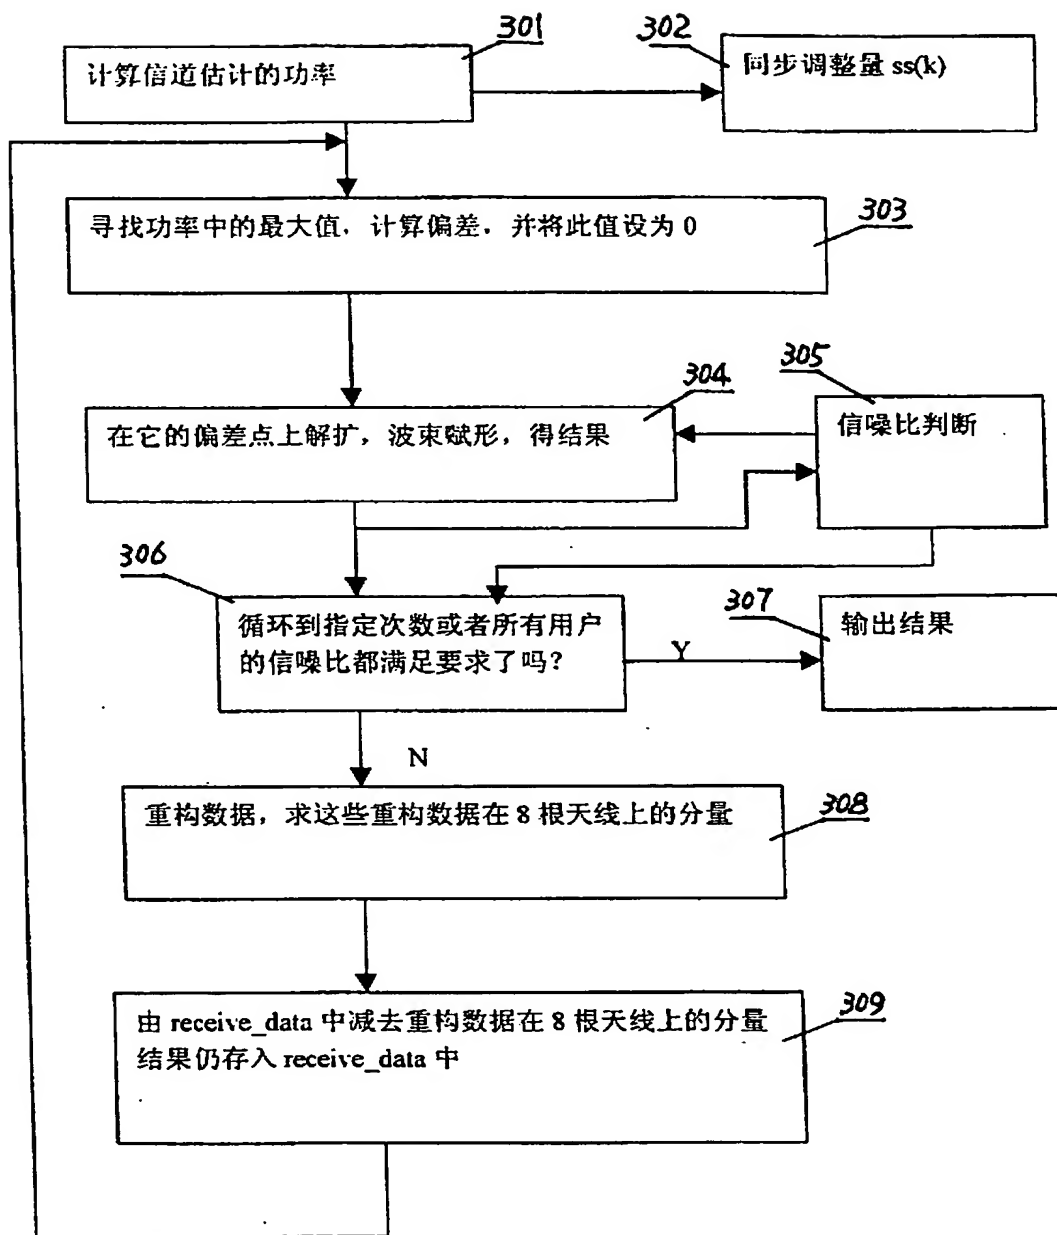 301
计算信道估计的功率
302
同步调整量 ss(k)
303
寻找功率中的最大值，计算偏差，并将此值设为 0
304
在它的偏差点上解扩，波束赋形，得结果
305
信噪比判断
306
循环到指定次数或者所有用户
的信噪比都满足要求了吗？
Y
307
输出结果
N
308
重构数据，求这些重构数据在 8 根天线上的分量
309
由 receive_data 中减去重构数据在 8 根天线上的分量
结果仍存入 receive_data 中